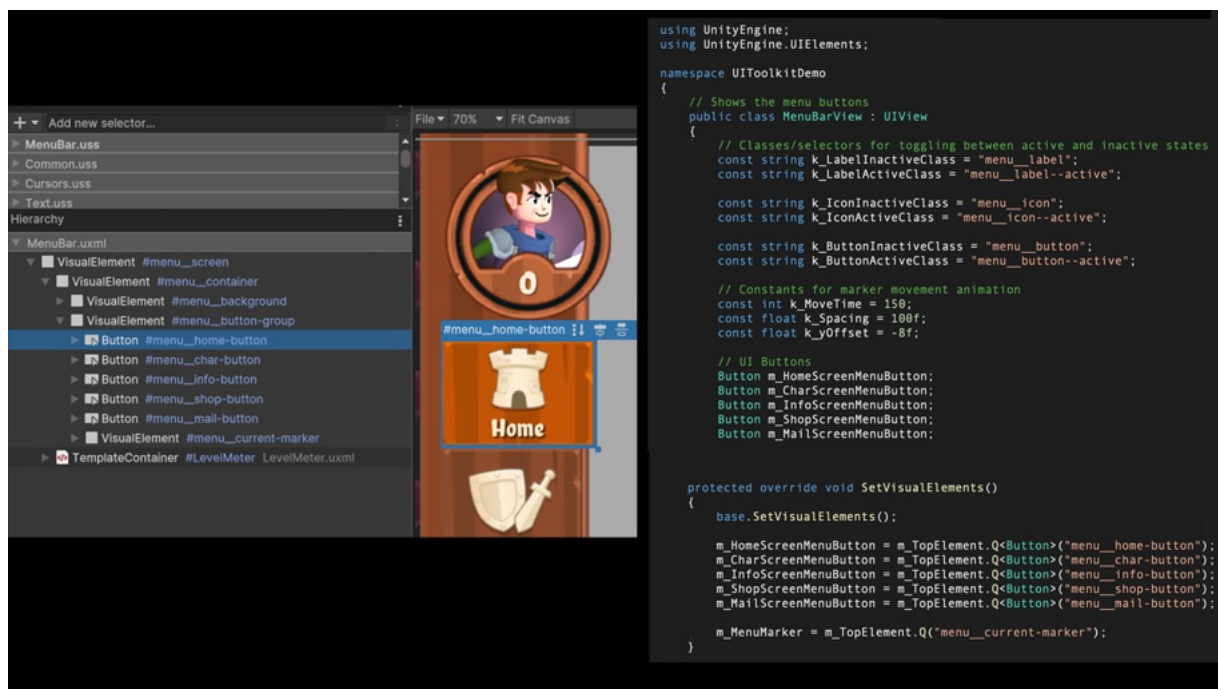 Add new selector...
MenuBar.uss
Common.uss
Cursors.uss
Text.uss
Hierarchy
MenuBar.uxml
VisualElement #menu__screen
VisualElement #menu__container
VisualElement #menu__background
VisualElement #menu__button-group
Button #menu__home-button
Button #menu__char-button
Button #menu__info-button
Button #menu__shop-button
Button #menu__mail-button
VisualElement #menu__current-marker
TemplateContainer #LevelMeter LevelMeter.uxml
File 70% Fit Canvas
0
#menu__home-button
Home
using UnityEngine;
using UnityEngine.UIElements;
namespace UIToolkitDemo
{
// Shows the menu buttons
public class MenuBarView : UIView
{
// Classes/selectors for toggling between active and inactive states
const string k_LabelInactiveClass = "menu__label";
const string k_LabelActiveClass = "menu__label--active";
const string k_IconInactiveClass = "menu__icon";
const string k_IconActiveClass = "menu__icon--active";
const string k_ButtonInactiveClass = "menu__button";
const string k_ButtonActiveClass = "menu__button--active";
// Constants for marker movement animation
const int k_MoveTime = 150;
const float k_Spacing = 100f;
const float k_yOffset = -8f;
// UI Buttons
Button m_HomeScreenMenuButton;
Button m_CharScreenMenuButton;
Button m_InfoScreenMenuButton;
Button m_ShopScreenMenuButton;
Button m_MailScreenMenuButton;
protected override void SetVisualElements()
{
base.SetVisualElements();
m_HomeScreenMenuButton = m_TopElement.Q<Button>("menu__home-button");
m_CharScreenMenuButton = m_TopElement.Q<Button>("menu__char-button");
m_InfoScreenMenuButton = m_TopElement.Q<Button>("menu__info-button");
m_ShopScreenMenuButton = m_TopElement.Q<Button>("menu__shop-button");
m_MailScreenMenuButton = m_TopElement.Q<Button>("menu__mail-button");
m_MenuMarker = m_TopElement.Q("menu__current-marker");
}